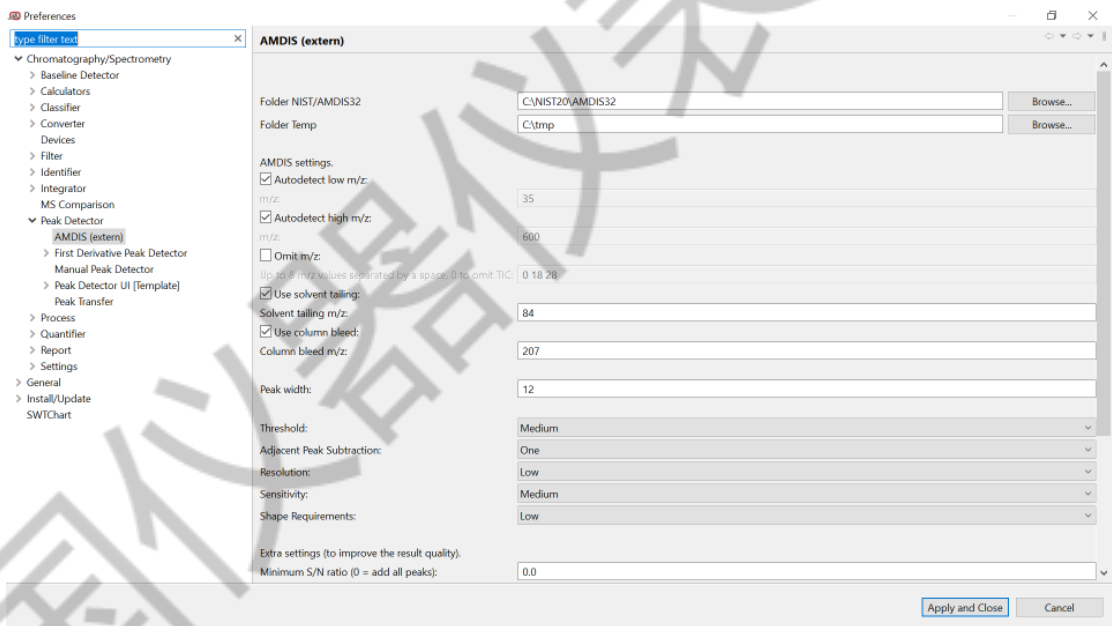 Preferences
type filter text
Chromatography/Spectrometry
Baseline Detector
Calculators
Classifier
Converter
Devices
Filter
Identifier
Integrator
MS Comparison
Peak Detector
AMDIS (extern)
First Derivative Peak Detector
Manual Peak Detector
Peak Detector UI [Template]
Peak Transfer
Process
Quantifier
Report
Settings
General
Install/Update
SWTChart
AMDIS (extern)
Folder NIST/AMDIS32 C:\NIST20\AMDIS32 Browse...
Folder Temp C:\tmp Browse...
AMDIS settings.
Autodetect low m/z:
m/z: 35
Autodetect high m/z:
m/z: 600
Omit m/z:
Up to 8 m/z values separated by a space, 0 to omit TIC: 0 18 28
Use solvent tailing:
Solvent tailing m/z: 84
Use column bleed:
Column bleed m/z: 207
Peak width: 12
Threshold: Medium
Adjacent Peak Subtraction: One
Resolution: Low
Sensitivity: Medium
Shape Requirements: Low
Extra settings (to improve the result quality).
Minimum S/N ratio (0 = add all peaks): 0.0
Apply and Close Cancel
国仪器仪